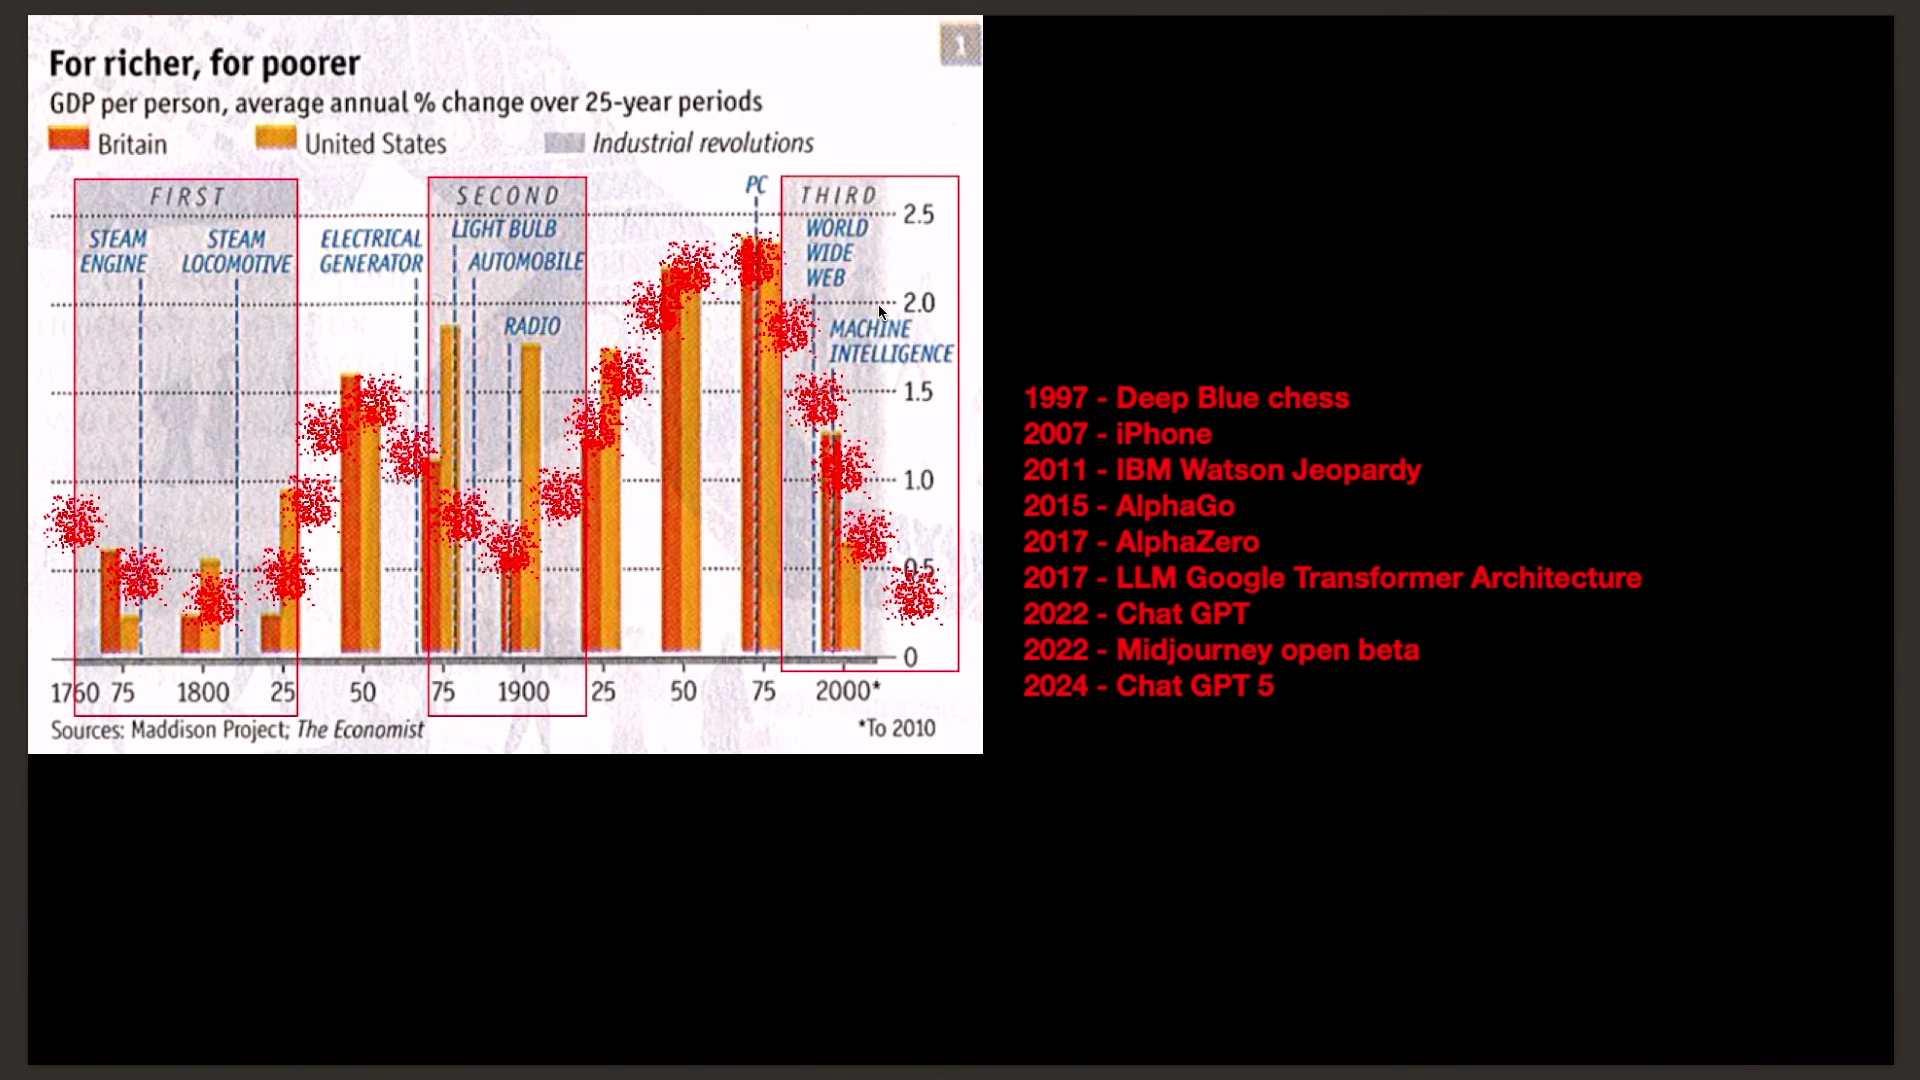 1
For richer, for poorer
GDP per person, average annual % change over 25-year periods
Britain United States Industrial revolutions
FIRST SECOND PC THIRD
2.5
STEAM ENGINE
STEAM LOCOMOTIVE
ELECTRICAL GENERATOR
LIGHT BULB
AUTOMOBILE
RADIO
WORLD
WIDE
WEB
2.0
MACHINE
INTELLIGENCE
1.5
1.0
0.5
0
1760 75 1800 25 50 75 1900 25 50 75 2000*
Sources: Maddison Project; The Economist *To 2010
1997 - Deep Blue chess
2007 - iPhone
2011 - IBM Watson Jeopardy
2015 - AlphaGo
2017 - AlphaZero
2017 - LLM Google Transformer Architecture
2022 - Chat GPT
2022 - Midjourney open beta
2024 - Chat GPT 5